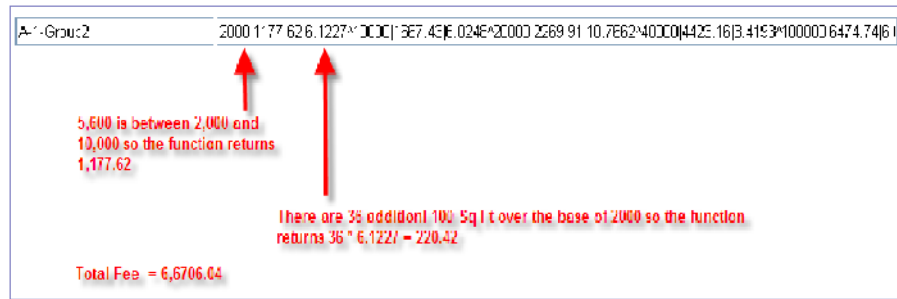 A-1-Group2 2000|1177.62|6.1227^10000|1667.43|6.0248^20000|2269.91|10.7862^40000|4425.16|3.4193^100000|6474.74|6
5,600 is between 2,000 and
10,000 so the function returns
1,177.62
There are 36 additionl 100 Sq Ft over the base of 2000 so the function
returns 36 * 6.1227 = 220.42
Total Fee = 6,6706.04